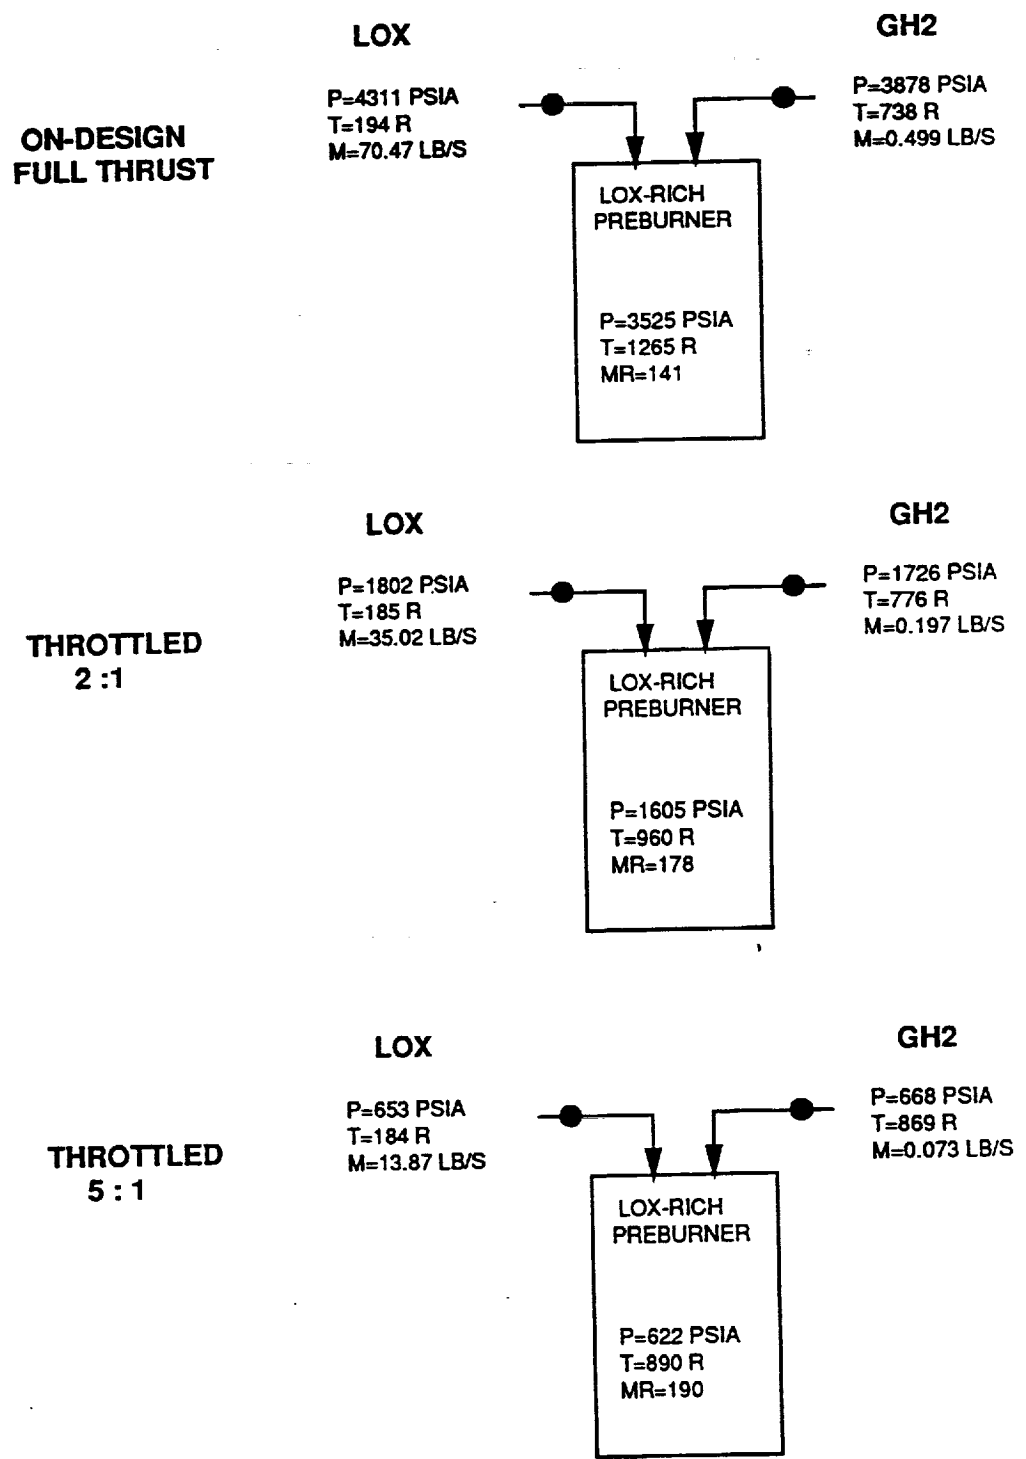 LOX
GH2
P=4311 PSIA
T=194 R
M=70.47 LB/S
P=3878 PSIA
T=738 R
M=0.499 LB/S
ON-DESIGN
FULL THRUST
LOX-RICH
PREBURNER
P=3525 PSIA
T=1265 R
MR=141
LOX
GH2
P=1802 PSIA
T=185 R
M=35.02 LB/S
P=1726 PSIA
T=776 R
M=0.197 LB/S
THROTTLED
2 :1
LOX-RICH
PREBURNER
P=1605 PSIA
T=960 R
MR=178
LOX
GH2
P=653 PSIA
T=184 R
M=13.87 LB/S
P=668 PSIA
T=869 R
M=0.073 LB/S
THROTTLED
5 : 1
LOX-RICH
PREBURNER
P=622 PSIA
T=890 R
MR=190